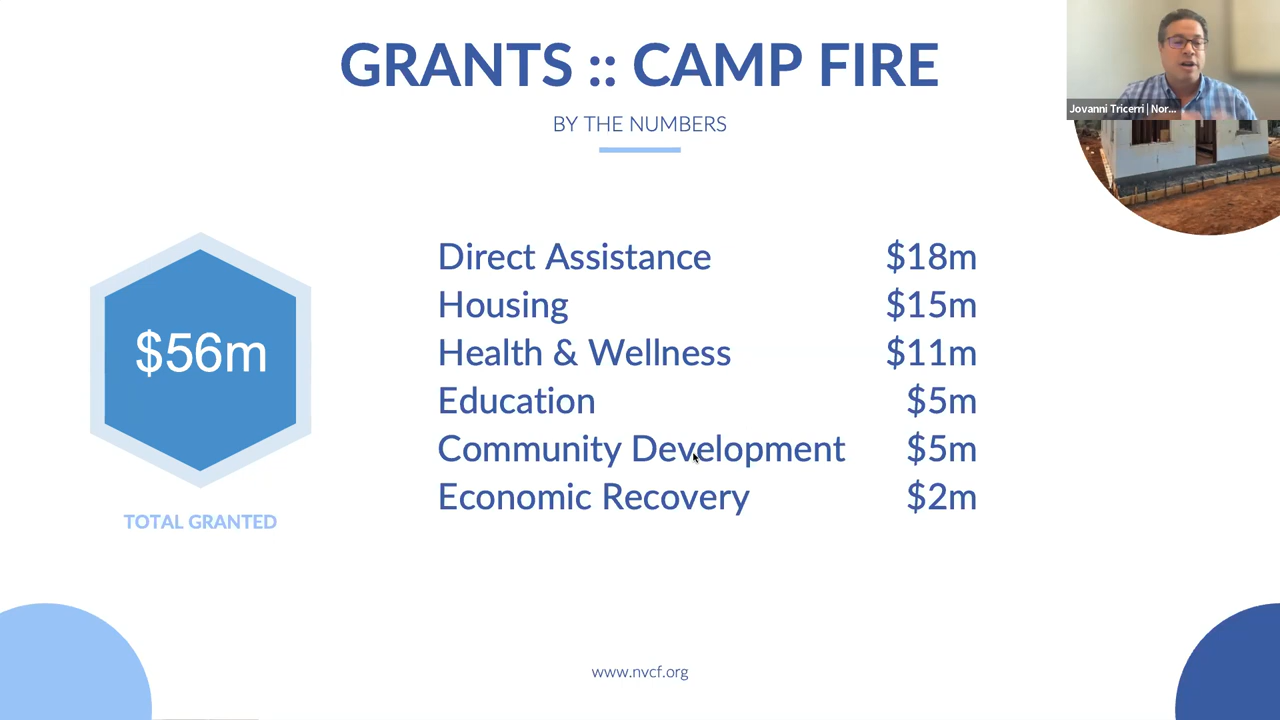 GRANTS :: CAMP FIRE
BY THE NUMBERS
Jovanni Tricerri | Nor...
$56m
TOTAL GRANTED
Direct Assistance $18m
Housing $15m
Health & Wellness $11m
Education $5m
Community Development $5m
Economic Recovery $2m
www.nvcf.org